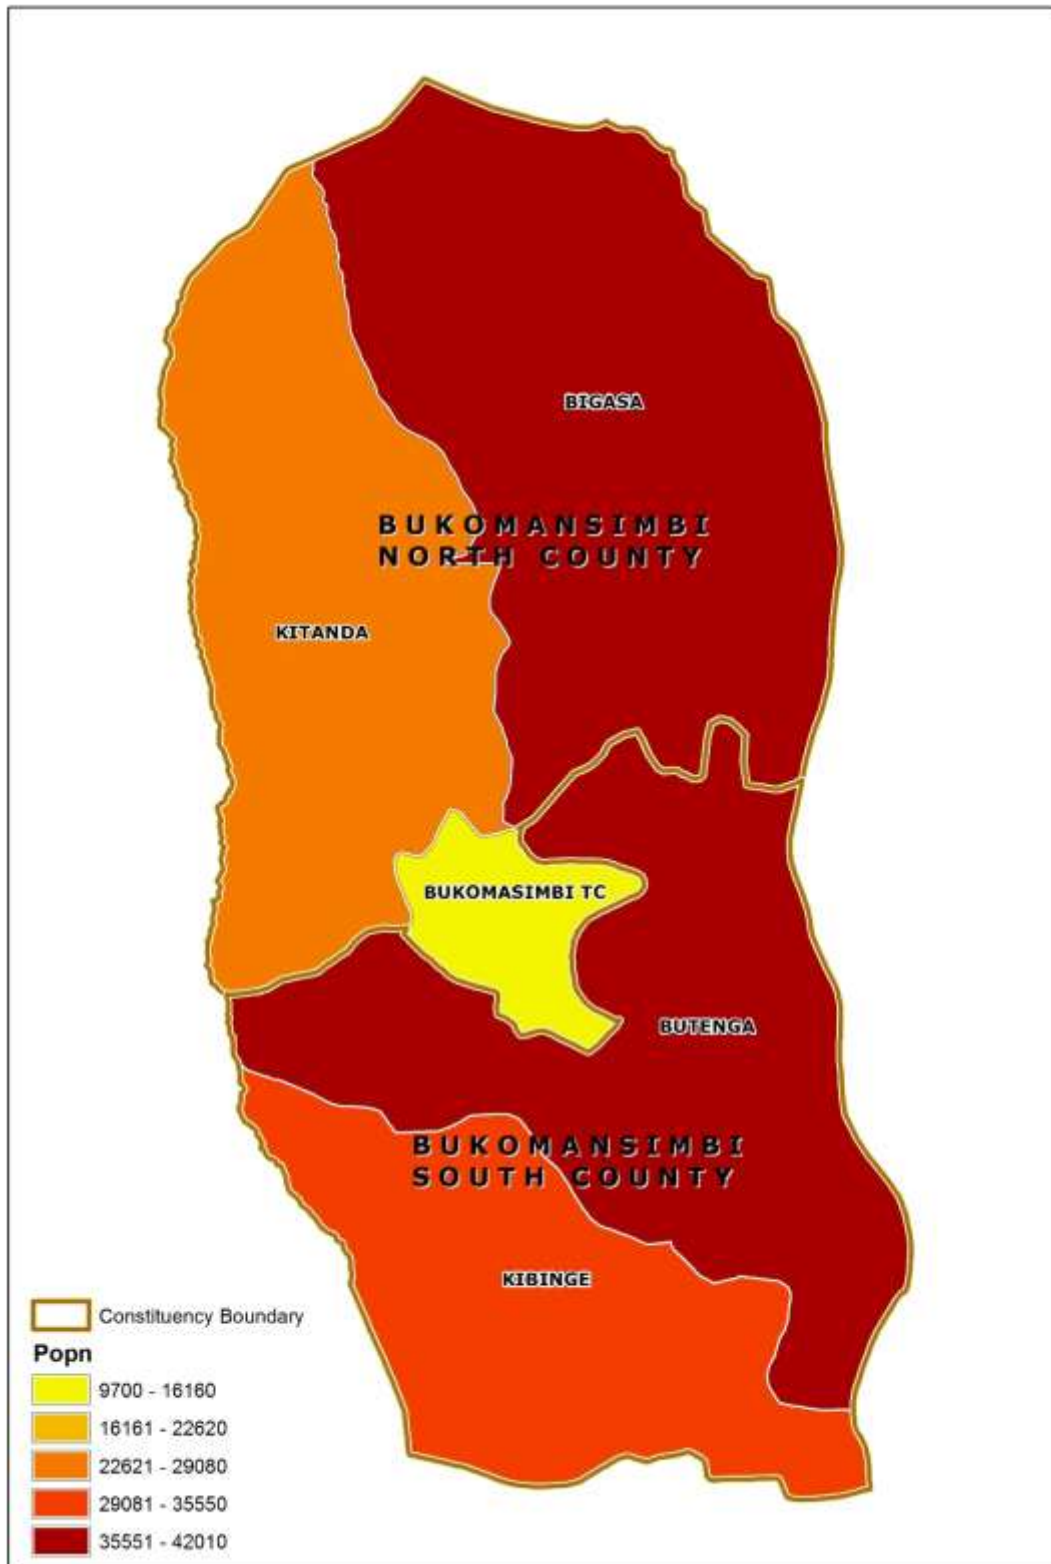 BIGASA
BUKOMANSIMBI
NORTH COUNTY
KITANDA
BUKOMASIMBI TC
BUTENGA
BUKOMANSIMBI
SOUTH COUNTY
KIBINGE
Constituency Boundary
Popn
9700 - 16160
16161 - 22620
22621 - 29080
29081 - 35550
35551 - 42010